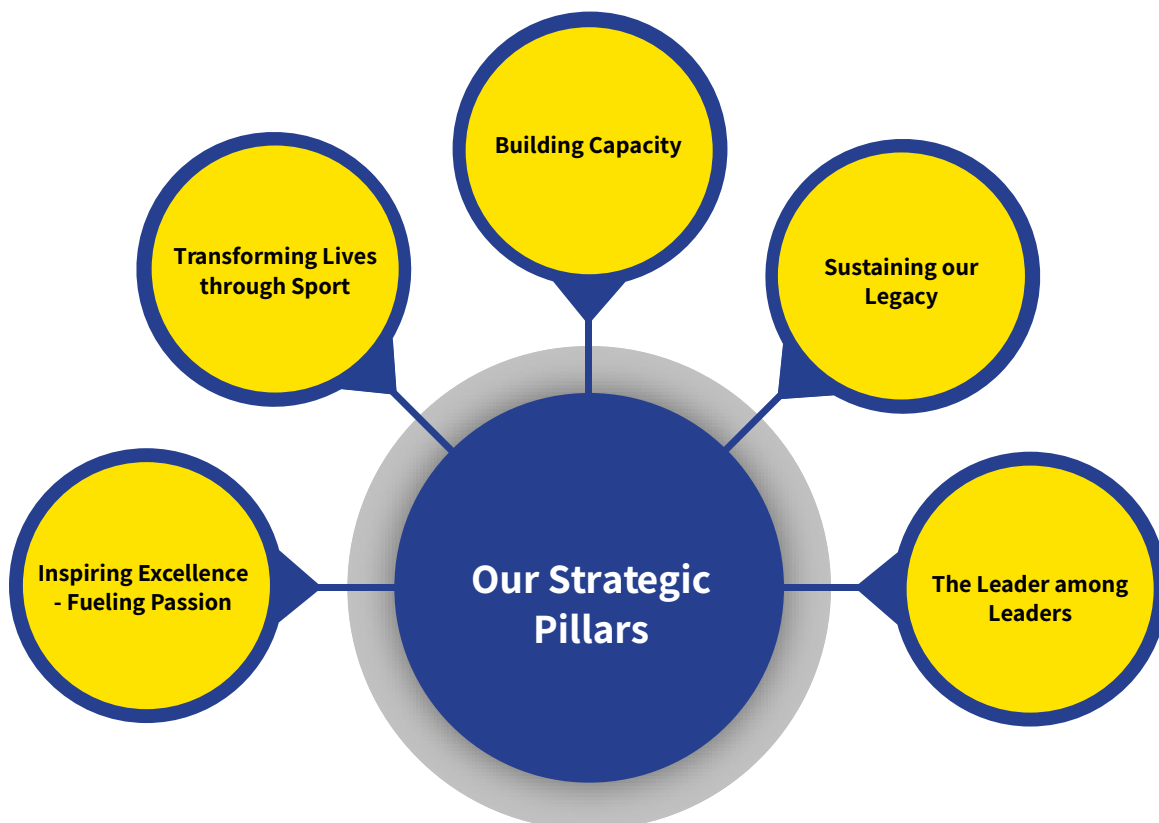 Building Capacity
Transforming Lives
through Sport
Sustaining our
Legacy
Inspiring Excellence
- Fueling Passion
Our Strategic
Pillars
The Leader among
Leaders